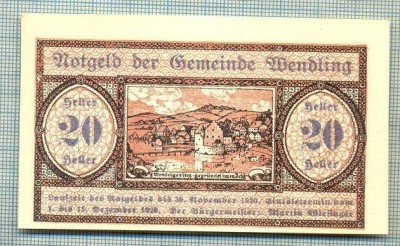 Notgeld der Gemeinde Wendling
Heller
20
Heller
Heller
20
Heller
Laufzeit des Notgeldes bis 30. November 1920. Einlösetermin vom
1. bis 15. Dezember 1920. Der Bürgermeister Martin